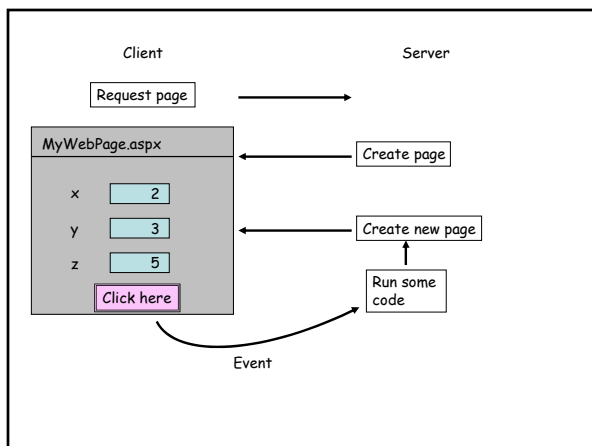 Client
Server
Request page
MyWebPage.aspx
Create page
x 2
y 3
Create new page
z 5
Run some
code
Click here
Event